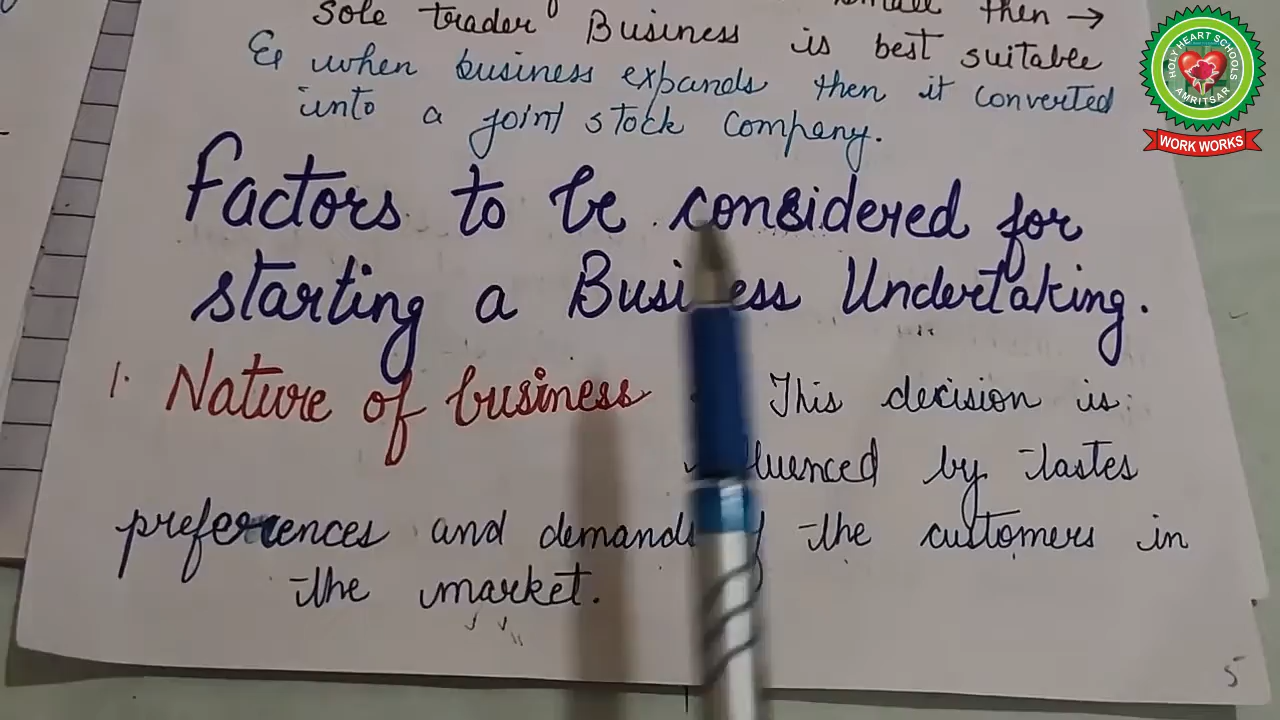 small then →
Sole trader Business is best suitable
& when business expands then it converted
into a joint stock company.
Factors to be considered for
starting a Business Undertaking.
1. Nature of business : This decision is
by tastes
preferences and demands the customers in
the market.
5
HOLY HEART SCHOOLS
AMRITSAR
WORK WORKS